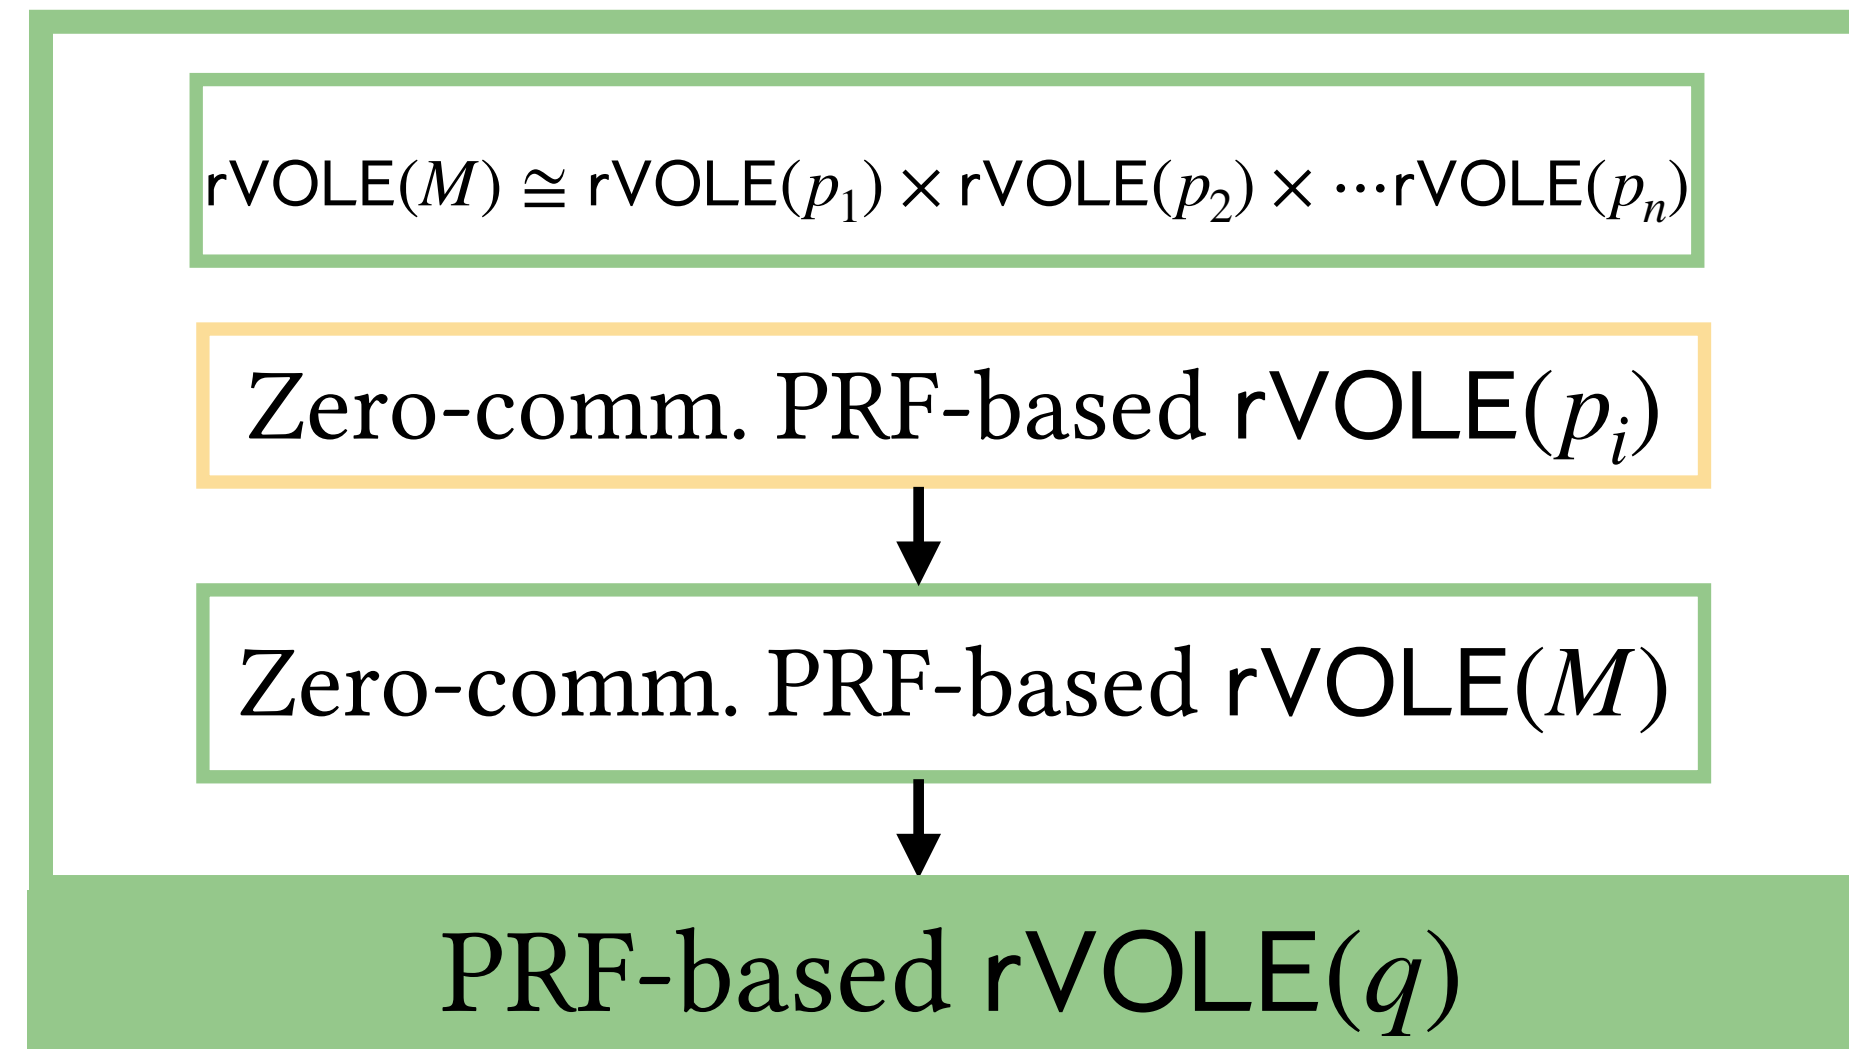 rVOLE(M) ≅ rVOLE(p₁) × rVOLE(p₂) × ⋯rVOLE(pₙ)
Zero-comm. PRF-based rVOLE(pᵢ)
Zero-comm. PRF-based rVOLE(M)
PRF-based rVOLE(q)